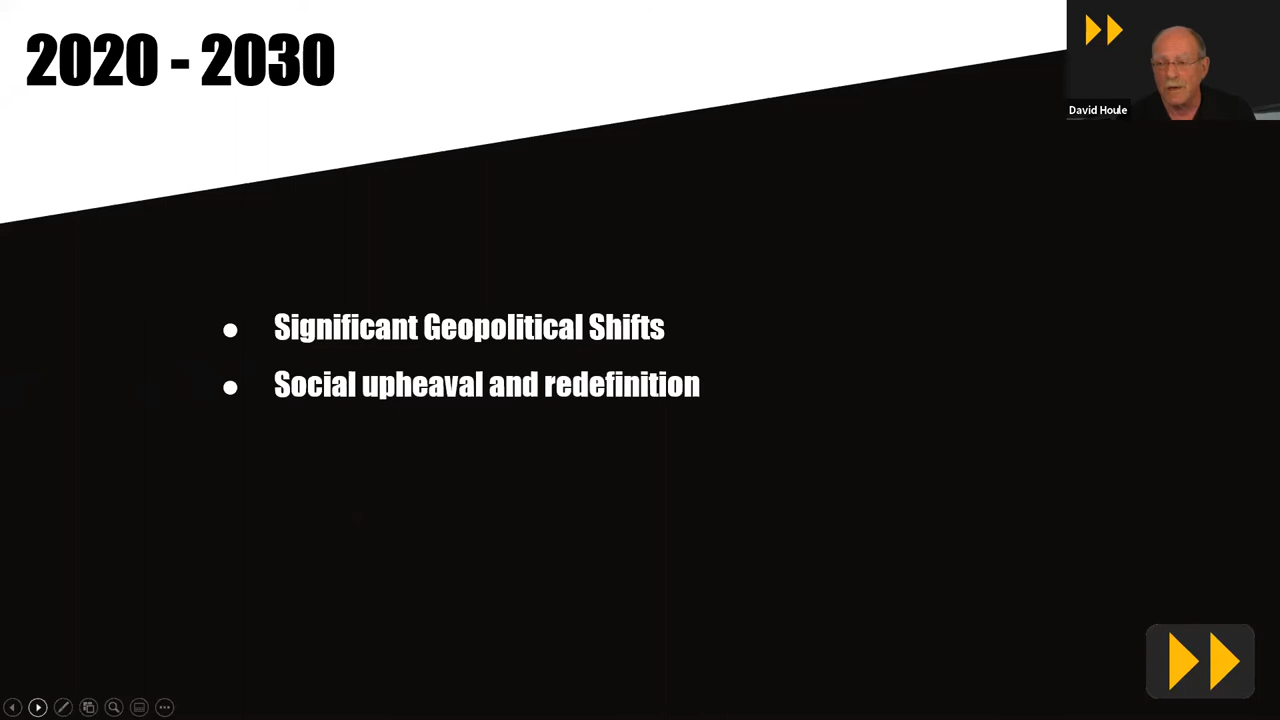 2020 - 2030
David Houle
● Significant Geopolitical Shifts
● Social upheaval and redefinition